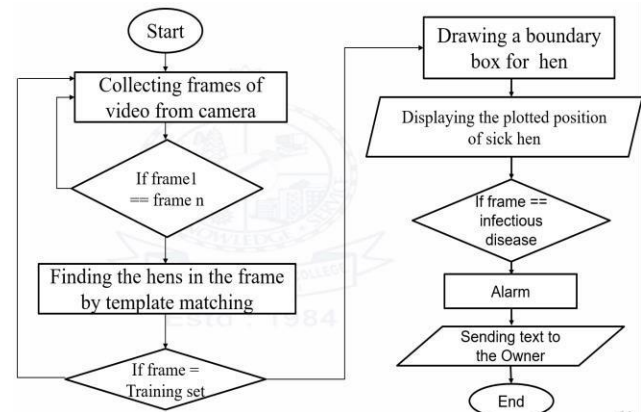 Start
Collecting frames of
video from camera
If frame1
== frame n
Finding the hens in the frame
by template matching
If frame =
Training set
Drawing a boundary
box for hen
Displaying the plotted position
of sick hen
If frame ==
infectious
disease
Alarm
Sending text to
the Owner
End
Estd : 1984